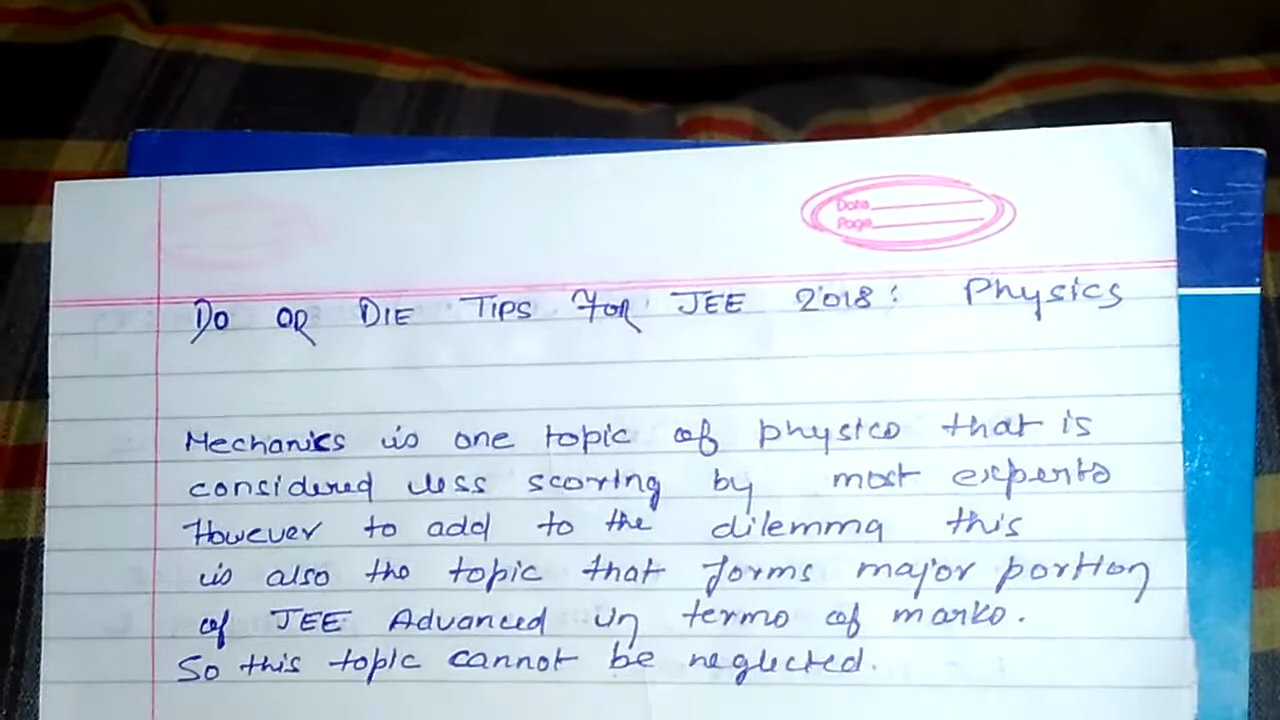 Date
Page
DO OR DIE TIPS FOR JEE 2018: Physics
Mechanics is one topic of physics that is
considered less scoring by most experts
However to add to the dilemma this
is also the topic that forms major portion
of JEE Advanced in terms of marks.
So this topic cannot be neglected.